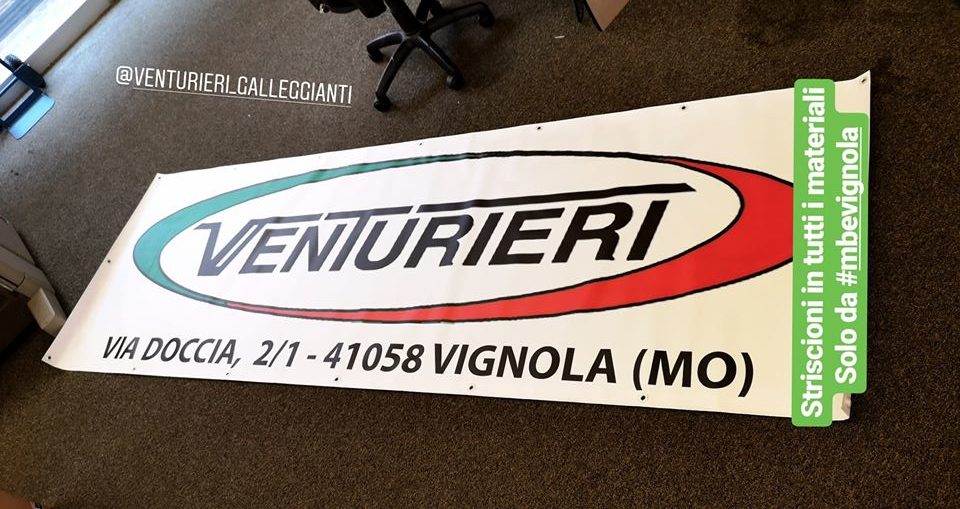 @VENTURIERI_GALLEGGIANTI
VENTURIERI
VIA DOCCIA, 2/1 - 41058 VIGNOLA (MO)
Striscioni in tutti i materiali
Solo da #mbevignola